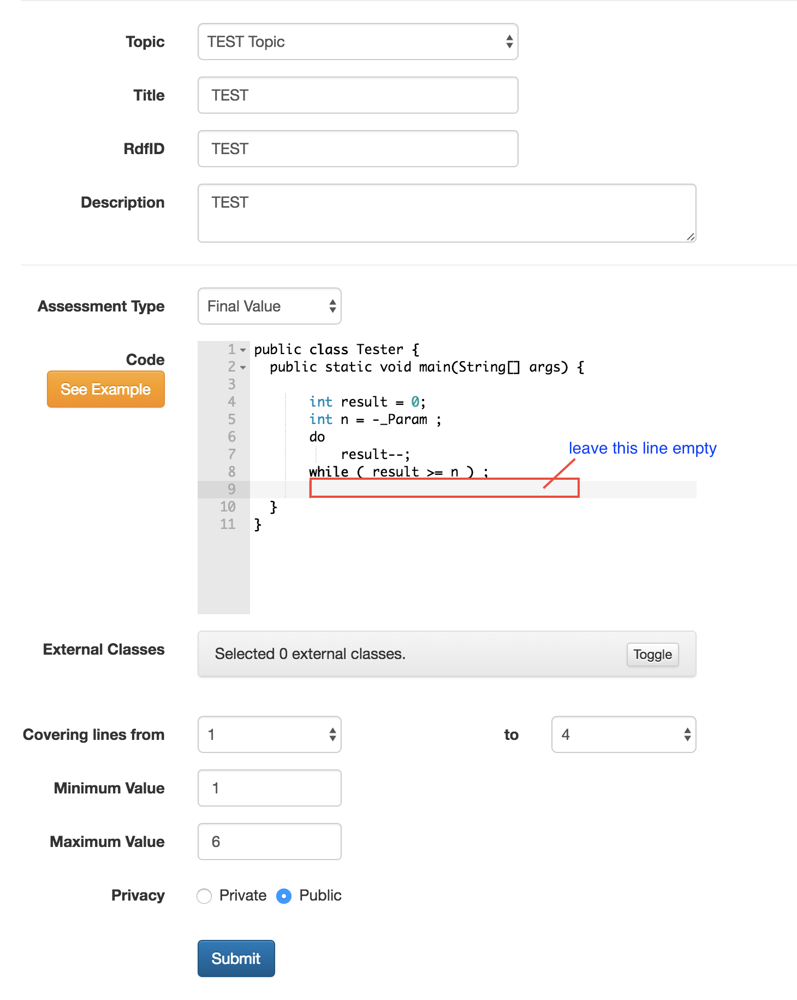 Topic
TEST Topic
Title
TEST
RdfID
TEST
Description
TEST
Assessment Type
Final Value
Code
See Example
1 public class Tester {
2   public static void main(String[] args) {
3
4        int result = 0;
5        int n = -_Param ;
6        do
7            result--;
leave this line empty
8        while ( result >= n ) ;
9
10   }
11 }
External Classes
Selected 0 external classes.
Toggle
Covering lines from
1
to
4
Minimum Value
1
Maximum Value
6
Privacy
Private
Public
Submit